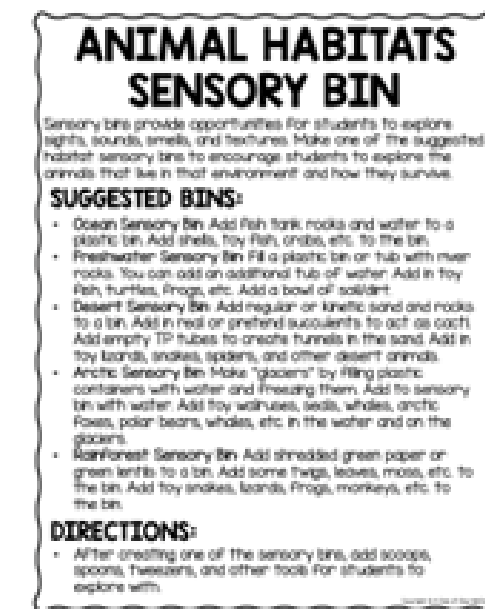 ANIMAL HABITATS
SENSORY BIN
Sensory bins provide opportunities for students to explore
sights, sounds, smells, and textures. Make one of the suggested
habitat sensory bins to encourage students to explore the
animals that live in that environment and how they survive.
SUGGESTED BINS:
• Ocean Sensory Bin: Add fish tank rocks and water to a
plastic bin. Add shells, toy fish, crabs, etc. to the bin.
• Freshwater Sensory Bin: Fill a plastic bin or tub with river
rocks. You can add an additional tub of water. Add in toy
fish, turtles, frogs, etc. Add a bowl of soil/dirt.
• Desert Sensory Bin: Add regular or kinetic sand and rocks
to a bin. Add in real or pretend succulents to act as cacti.
Add empty TP tubes to create tunnels in the sand. Add in
toy lizards, snakes, spiders, and other desert animals.
• Arctic Sensory Bin: Make "glaciers" by filling plastic
containers with water and freezing them. Add to sensory
bin with water. Add toy walruses, seals, whales, arctic
foxes, polar bears, whales, etc. in the water and on the
glaciers.
• Rainforest Sensory Bin: Add shredded green paper or
green lentils to a bin. Add some twigs, leaves, moss, etc. to
the bin. Add toy snakes, lizards, frogs, monkeys, etc. to
the bin.
DIRECTIONS:
• After creating one of the sensory bins, add scoops,
spoons, tweezers, and other tools for students to
explore with.